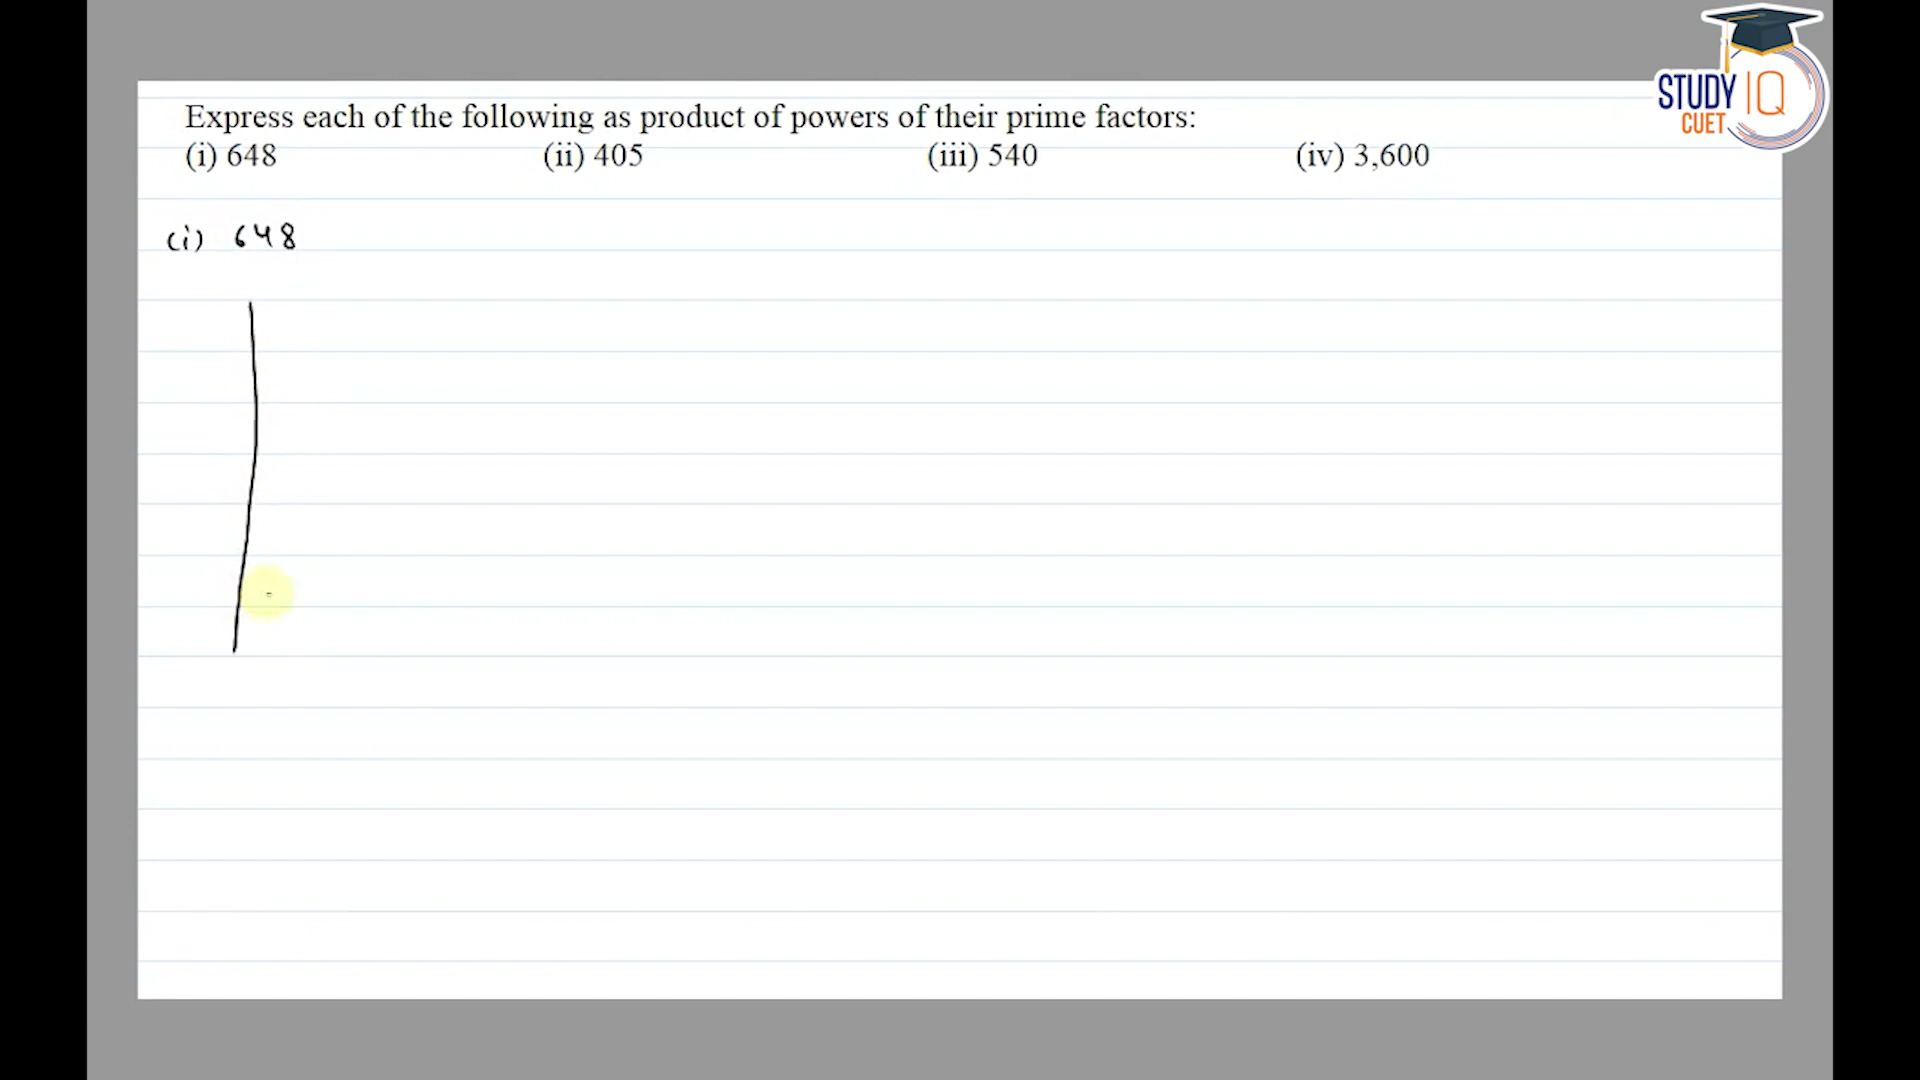 STUDY IQ
CUET
Express each of the following as product of powers of their prime factors:
(i) 648 (ii) 405 (iii) 540 (iv) 3,600
(i) 648